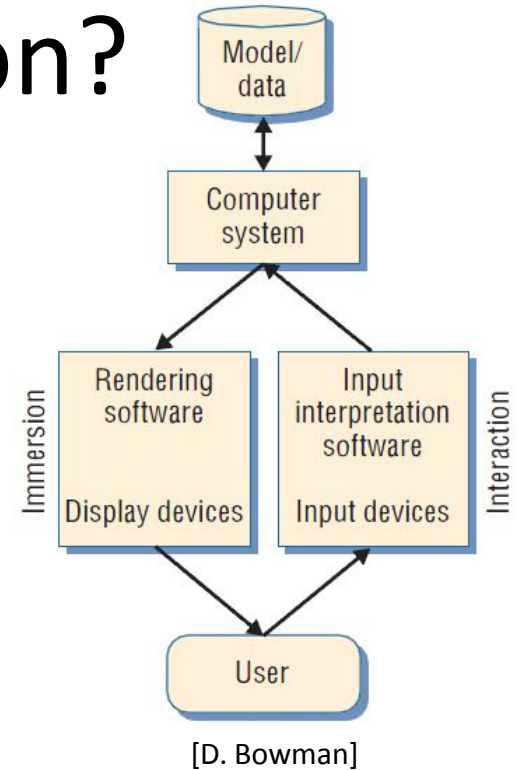 on?
Model/
data
Computer
system
Immersion
Rendering
software
Display devices
Input
interpretation
software
Input devices
Interaction
User
[D. Bowman]